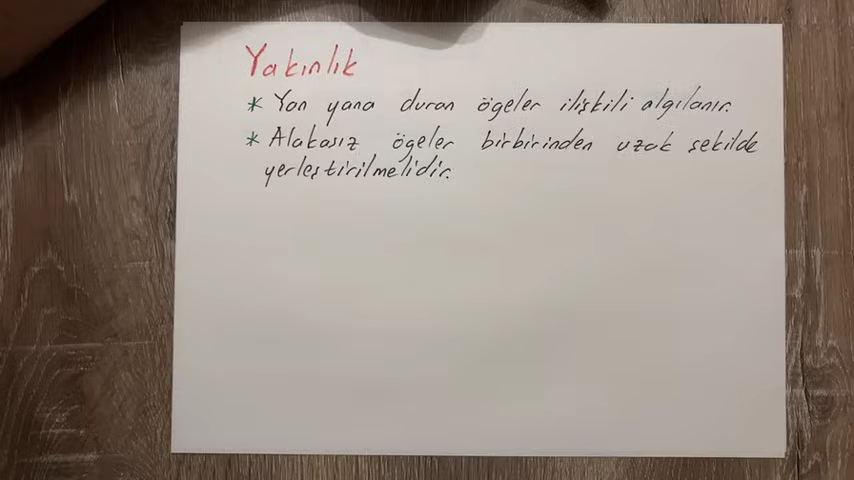 Yakınlık
* Yan yana duran ögeler ilişkili algılanır.
* Alakasız ögeler birbirinden uzak şekilde
yerleştirilmelidir.